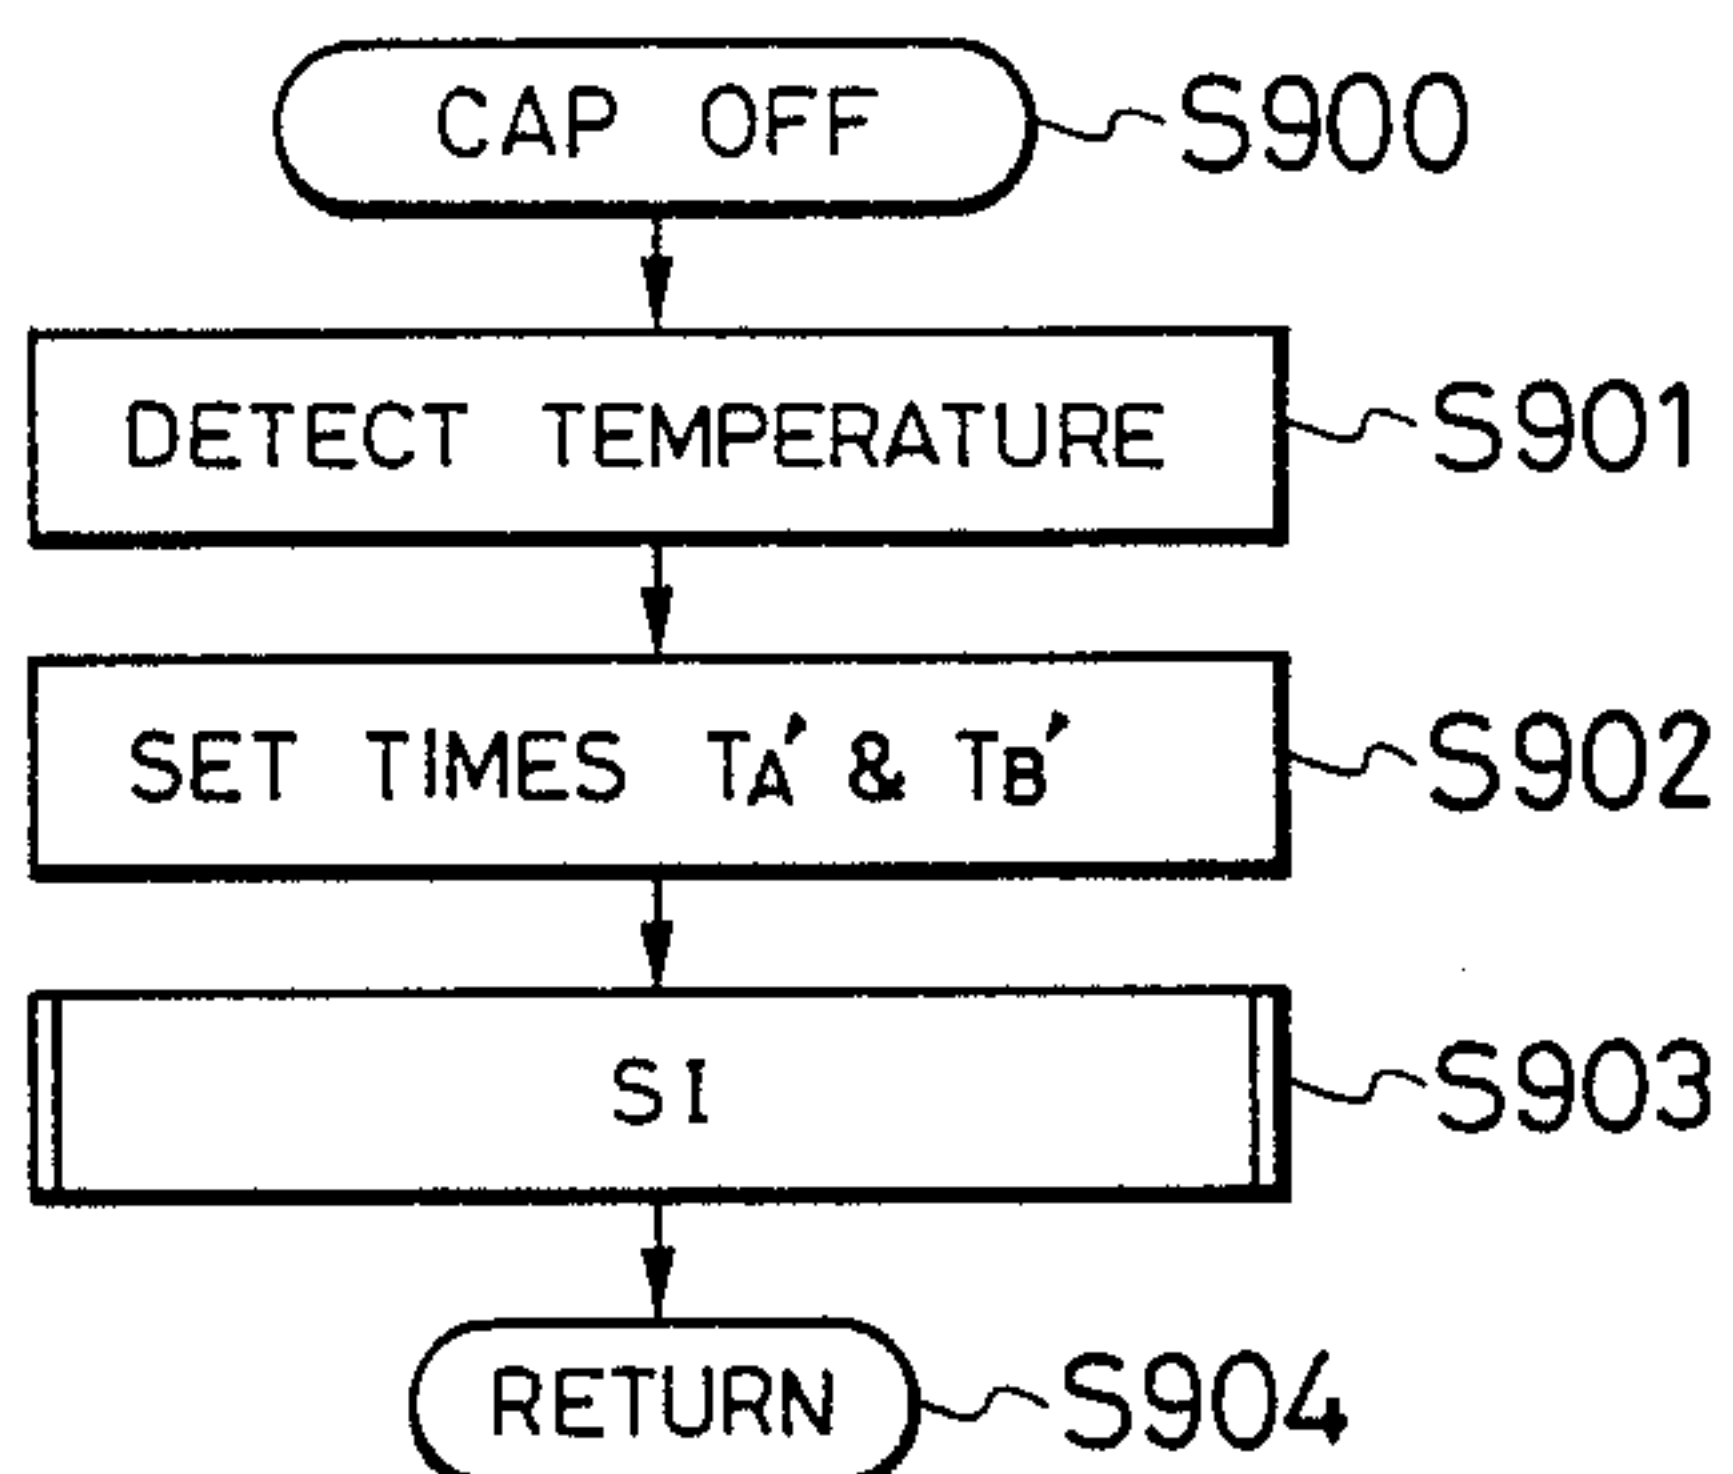 CAP OFF S900
DETECT TEMPERATURE S901
SET TIMES TA' & TB' S902
SI S903
RETURN S904